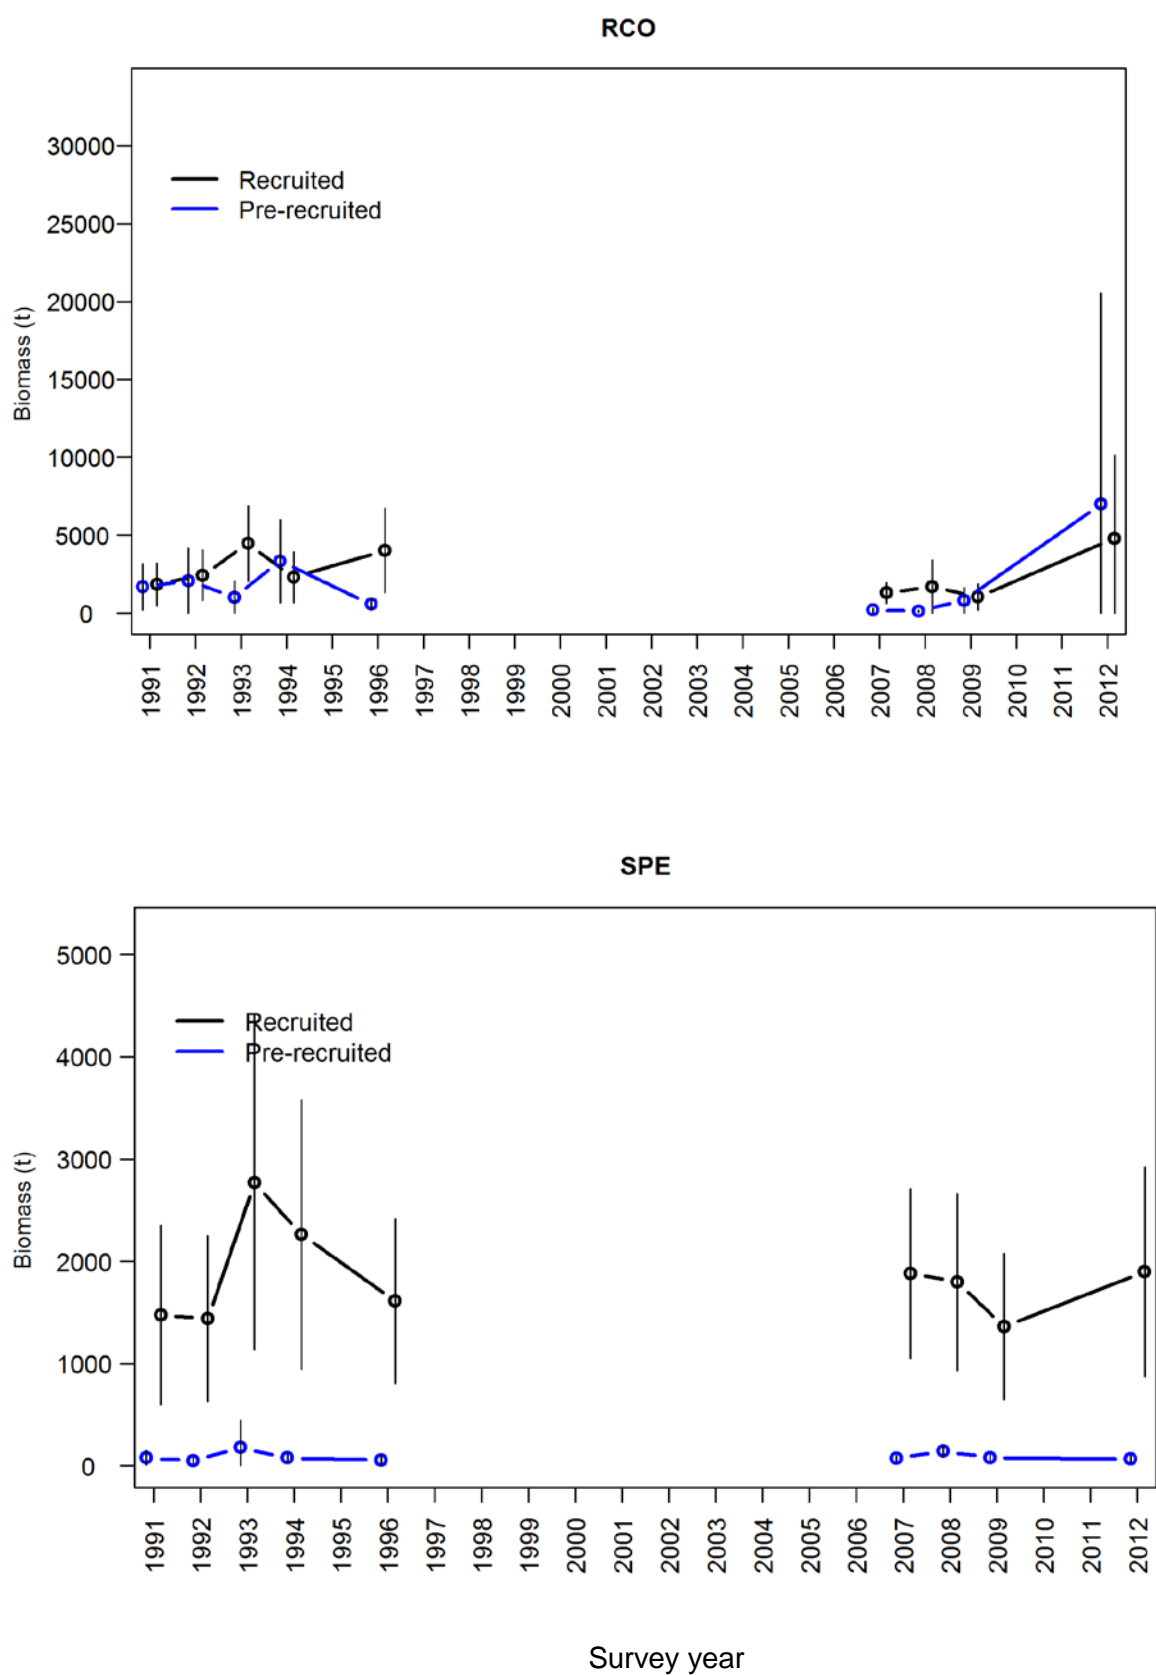 RCO
30000
25000
20000
15000
10000
5000
0
Biomass (t)
Recruited
Pre-recruited
1991 1992 1993 1994 1995 1996 1997 1998 1999 2000 2001 2002 2003 2004 2005 2006 2007 2008 2009 2010 2011 2012
SPE
5000
4000
3000
2000
1000
0
Biomass (t)
Recruited
Pre-recruited
1991 1992 1993 1994 1995 1996 1997 1998 1999 2000 2001 2002 2003 2004 2005 2006 2007 2008 2009 2010 2011 2012
Survey year